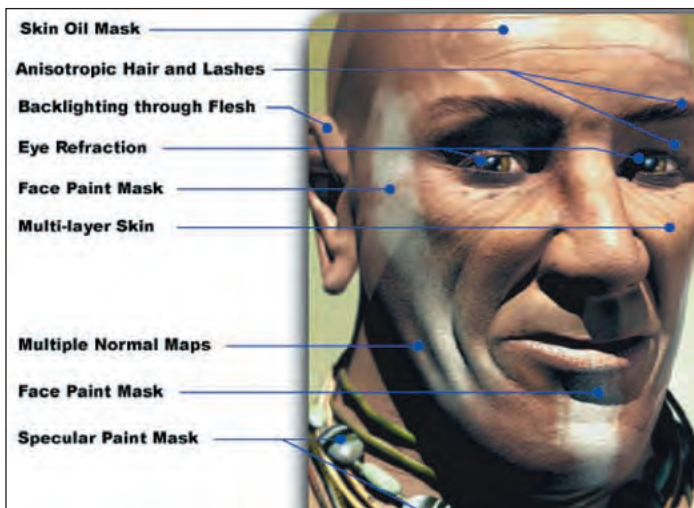 Skin Oil Mask
Anisotropic Hair and Lashes
Backlighting through Flesh
Eye Refraction
Face Paint Mask
Multi-layer Skin
Multiple Normal Maps
Face Paint Mask
Specular Paint Mask